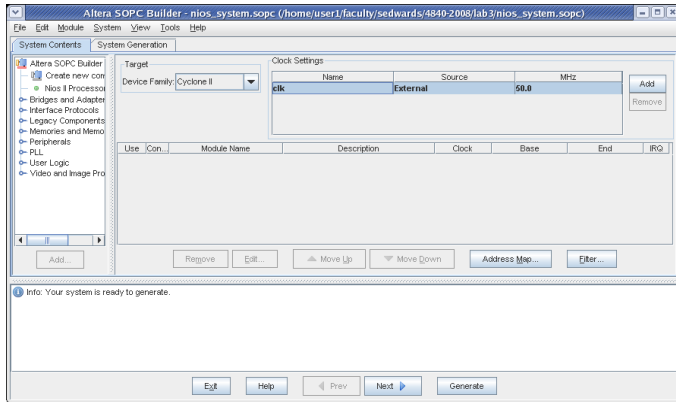 Altera SOPC Builder - nios_system.sopc (/home/user1/faculty/sedwards/4840-2008/lab3/nios_system.sopc)
File Edit Module System View Tools Help
System Contents System Generation
Altera SOPC Builder
Create new com
Nios II Processor
Bridges and Adapter
Interface Protocols
Legacy Components
Memories and Memo
Peripherals
PLL
User Logic
Video and Image Pro
Add...
Target
Device Family: Cyclone II
Clock Settings
Name Source MHz
clk External 50.0
Add
Remove
Use Con... Module Name Description Clock Base End IRQ
Remove Edit... Move Up Move Down Address Map... Filter...
Info: Your system is ready to generate.
Exit Help Prev Next Generate